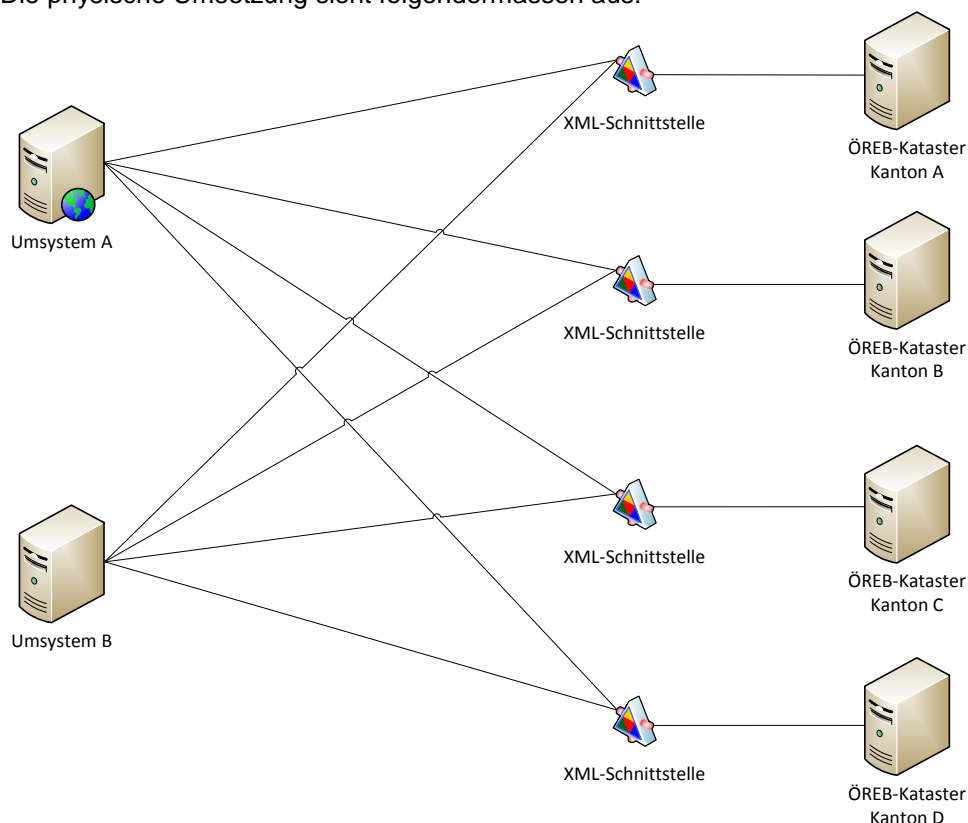 Die physische Umsetzung sieht folgendermassen aus:
XML-Schnittstelle
ÖREB-Kataster
Kanton A
Umsystem A
XML-Schnittstelle
ÖREB-Kataster
Kanton B
XML-Schnittstelle
ÖREB-Kataster
Kanton C
Umsystem B
XML-Schnittstelle
ÖREB-Kataster
Kanton D